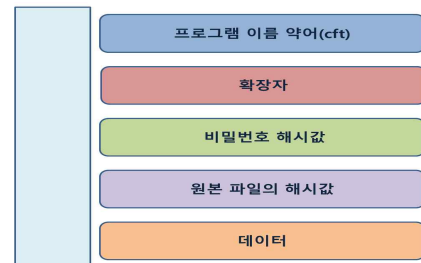 프로그램 이름 약어(cft)
확장자
비밀번호 해시값
원본 파일의 해시값
데이터